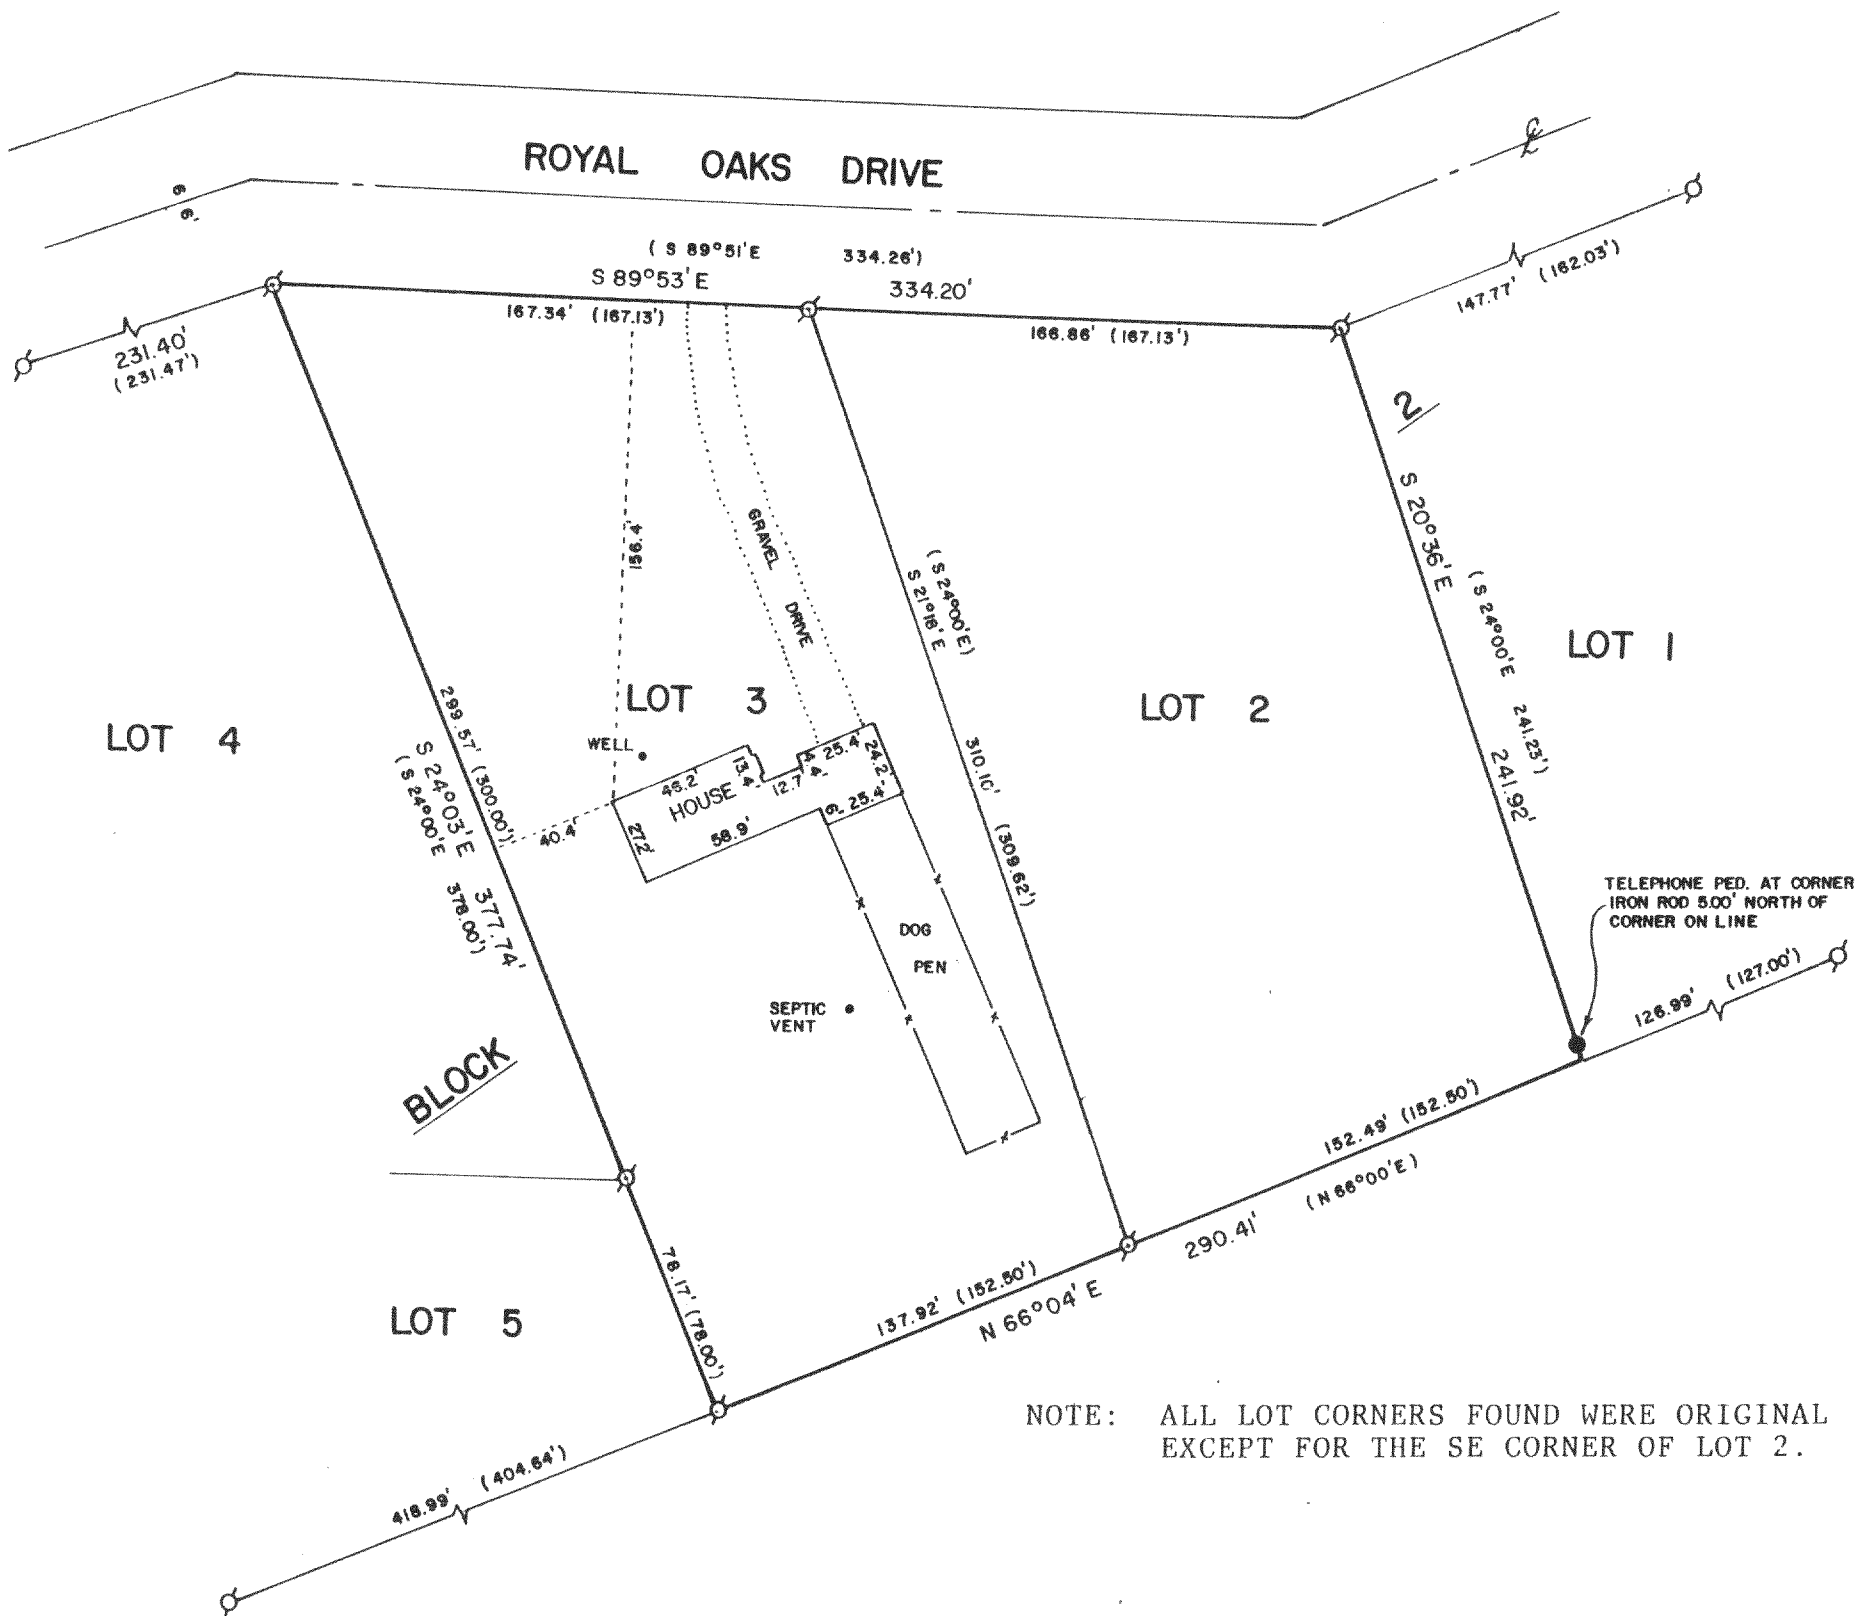 ROYAL OAKS DRIVE
66'
( S 89°51'E 334.26')
S 89°53'E 334.20'
167.34' (167.13')
166.86' (167.13')
147.77' (162.03')
231.40'
(231.47')
2
156.4'
GRAVEL
DRIVE
( S 24°00'E)
S 21°18'E
310.10' (309.62')
S 20°36'E
241.92'
( S 24°00'E 241.23')
LOT 1
LOT 2
LOT 3
LOT 4
WELL
299.57' (300.00')
S 24°03'E 377.74'
( S 24°00'E 378.00')
40.4'
46.2'
HOUSE
13.4'
12.7'
4.4'
25.4'
24.2'
25.4'
58.9'
27.2'
TELEPHONE PED. AT CORNER
IRON ROD 5.00' NORTH OF
CORNER ON LINE
DOG
PEN
SEPTIC
VENT
126.99' (127.00')
BLOCK
152.49' (152.50')
(N 66°00'E)
290.41'
78.17' (78.00')
LOT 5
137.92' (152.50')
N 66°04'E
NOTE: ALL LOT CORNERS FOUND WERE ORIGINAL
EXCEPT FOR THE SE CORNER OF LOT 2.
418.99' (404.64')